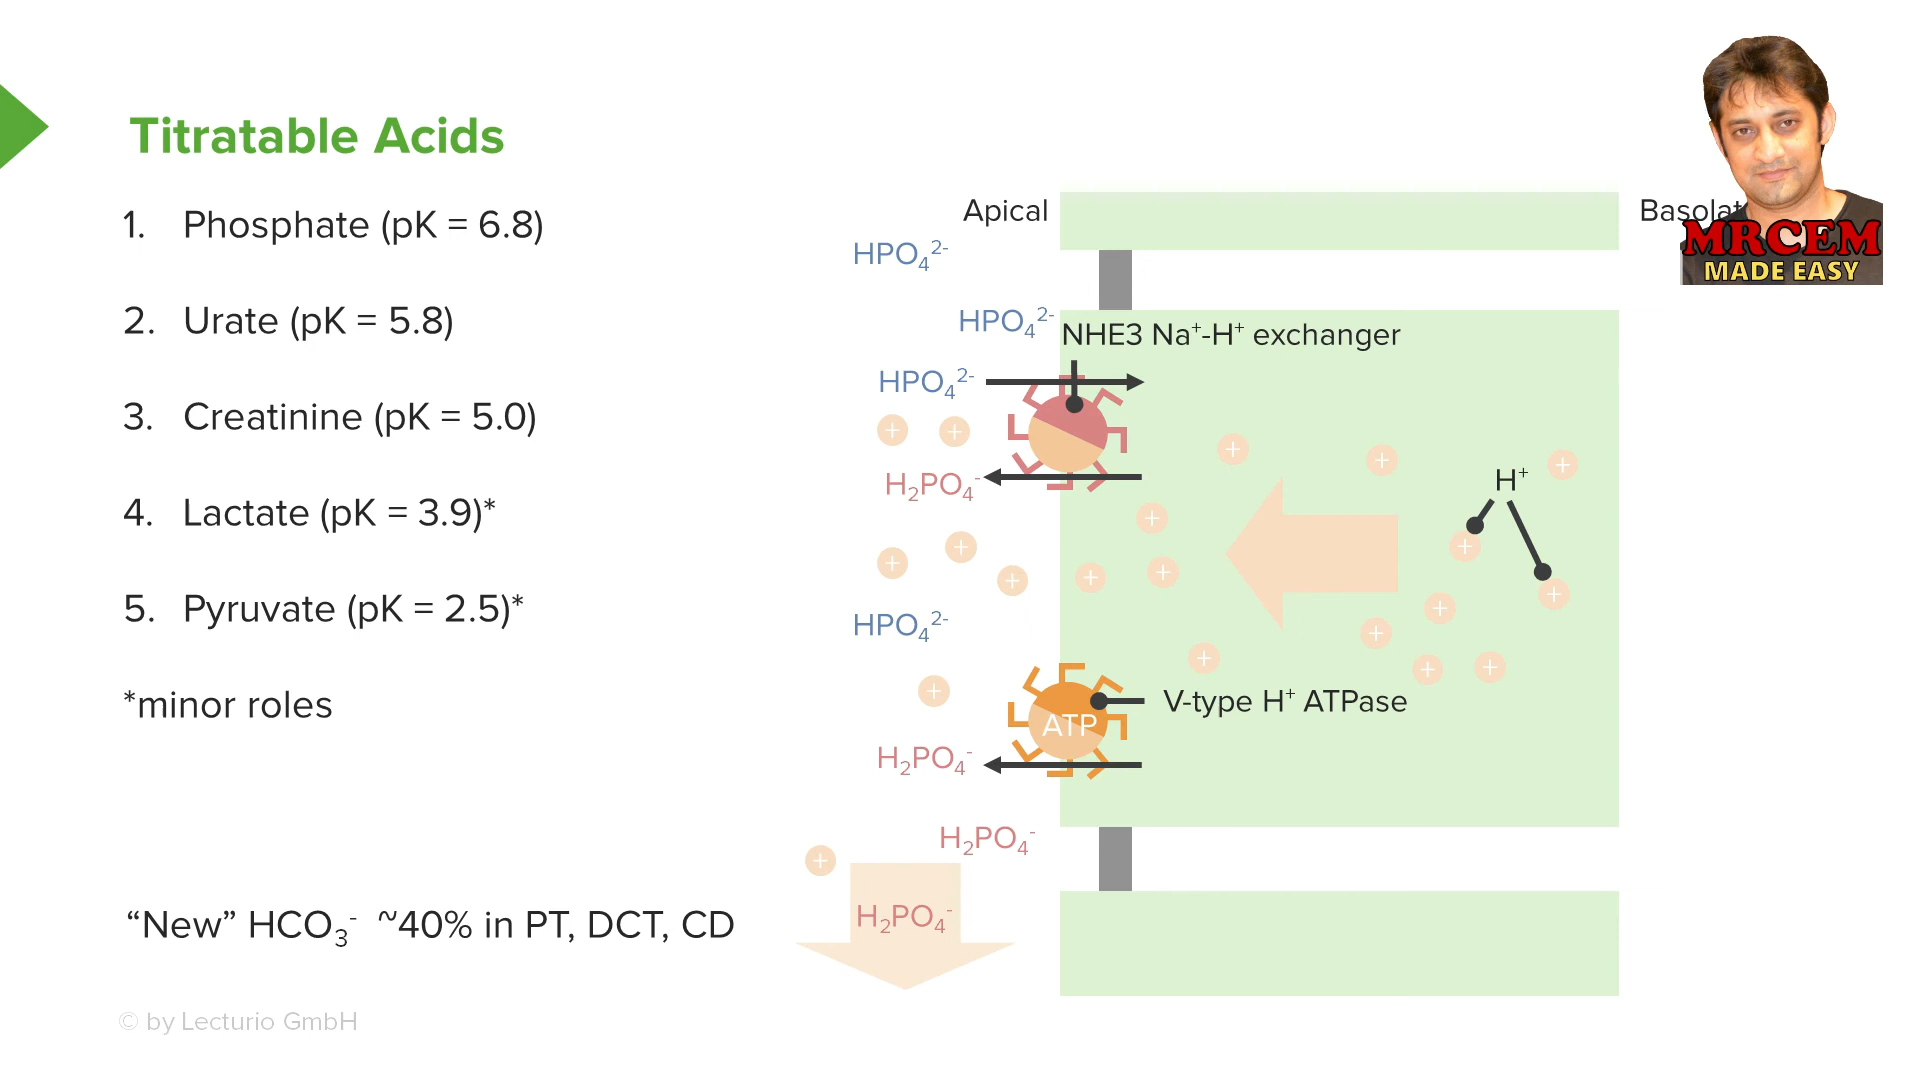 Titratable Acids
1. Phosphate (pK = 6.8)
2. Urate (pK = 5.8)
3. Creatinine (pK = 5.0)
4. Lactate (pK = 3.9)*
5. Pyruvate (pK = 2.5)*
*minor roles
“New” HCO₃⁻ ~40% in PT, DCT, CD
© by Lecturio GmbH
Apical
Basolat
MRCEM
MADE EASY
HPO₄²⁻
HPO₄²⁻
NHE3 Na⁺-H⁺ exchanger
HPO₄²⁻
H₂PO₄⁻
H⁺
HPO₄²⁻
V-type H⁺ ATPase
ATP
H₂PO₄⁻
H₂PO₄⁻
H₂PO₄⁻